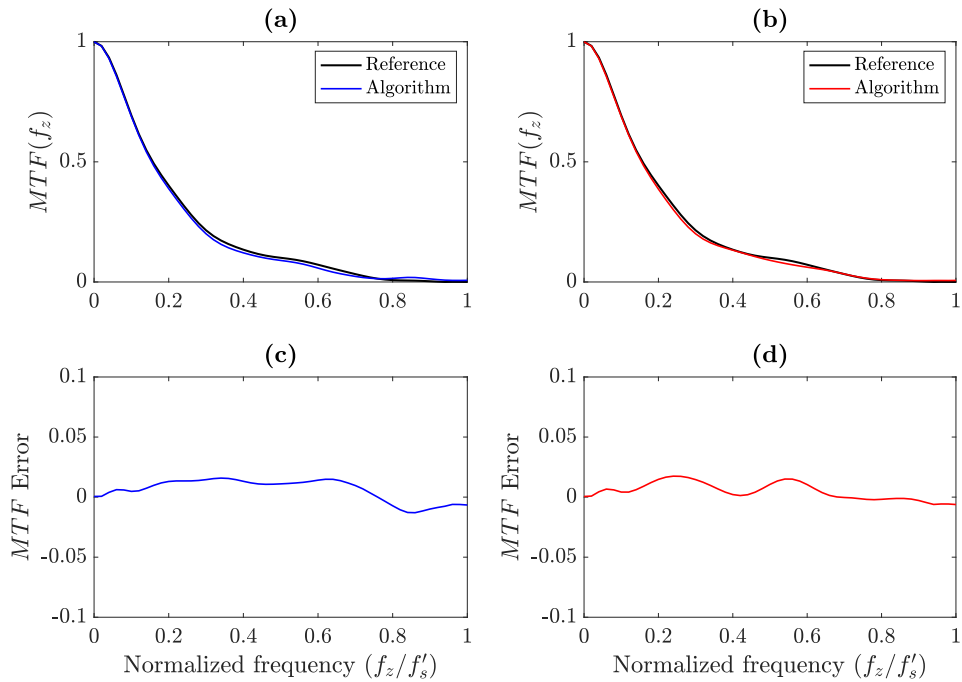 (a)
1
0.5
0
MTF(f_z)
Reference
Algorithm
0 0.2 0.4 0.6 0.8 1
(b)
1
0.5
0
MTF(f_z)
Reference
Algorithm
0 0.2 0.4 0.6 0.8 1
(c)
0.1
0.05
0
-0.05
-0.1
MTF Error
0 0.2 0.4 0.6 0.8 1
Normalized frequency (f_z/f'_s)
(d)
0.1
0.05
0
-0.05
-0.1
MTF Error
0 0.2 0.4 0.6 0.8 1
Normalized frequency (f_z/f'_s)